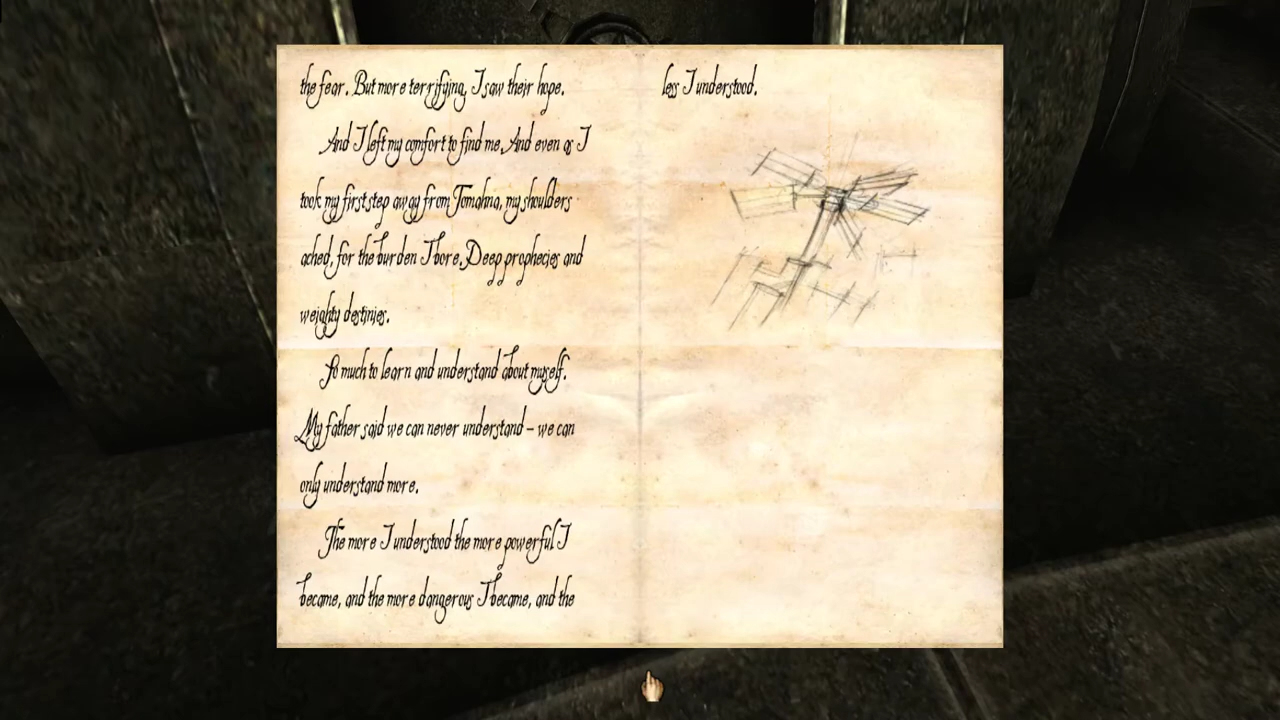 the fear. But more terrifying, I saw their hope.
And I left my comfort to find me. And even as I
took my first step away from Tomahna, my shoulders
ached, for the burden I bore. Deep prophecies and
weighty destinies.
So much to learn and understand about myself.
My father said we can never understand – we can
only understand more.
The more I understood the more powerful I
became, and the more dangerous I became, and the
less I understood.